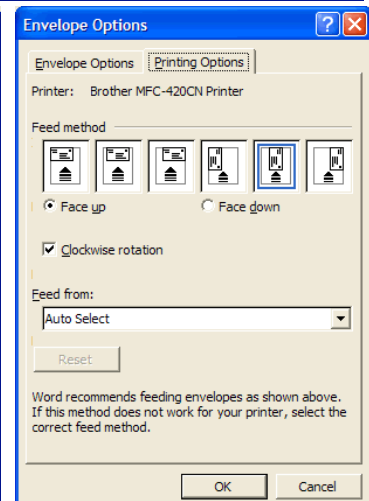 Envelope Options
Envelope Options Printing Options
Printer: Brother MFC-420CN Printer
Feed method
Face up Face down
Clockwise rotation
Feed from:
Auto Select
Reset
Word recommends feeding envelopes as shown above.
If this method does not work for your printer, select the
correct feed method.
OK Cancel